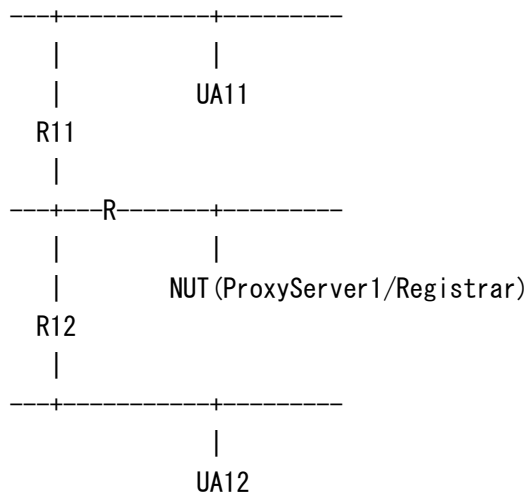 ---+-----------+---------
|           |
|          UA11
R11
|
---+---R-------+---------
|           |
|       NUT(ProxyServer1/Registrar)
R12
|
---+-----------+---------
|
UA12